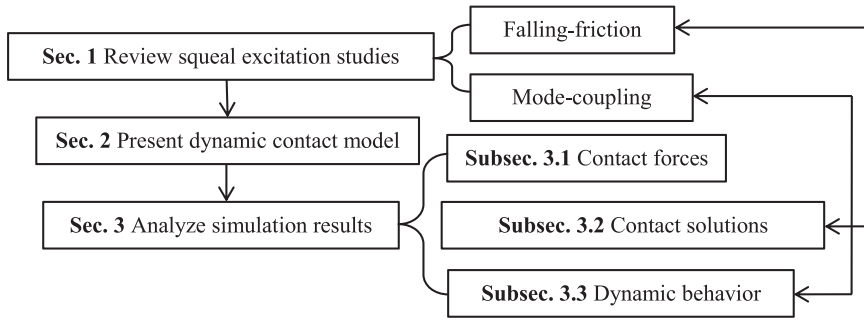 Falling-friction
Sec. 1 Review squeal excitation studies
Mode-coupling
Sec. 2 Present dynamic contact model
Subsec. 3.1 Contact forces
Sec. 3 Analyze simulation results
Subsec. 3.2 Contact solutions
Subsec. 3.3 Dynamic behavior